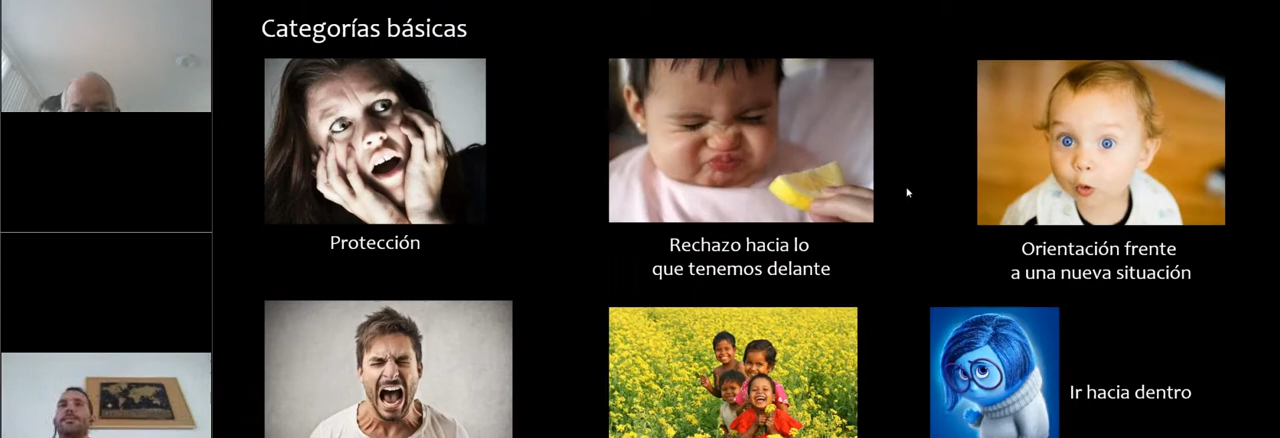 Categorías básicas
Protección
Rechazo hacia lo
que tenemos delante
Orientación frente
a una nueva situación
Ir hacia dentro